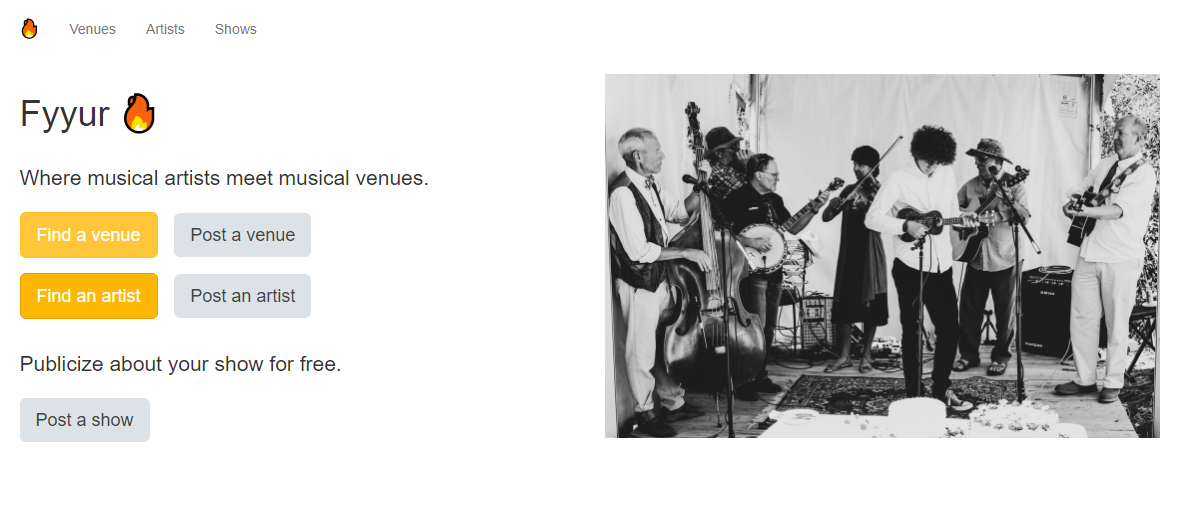 Venues Artists Shows
Fyyur
Where musical artists meet musical venues.
Find a venue Post a venue
Find an artist Post an artist
Publicize about your show for free.
Post a show